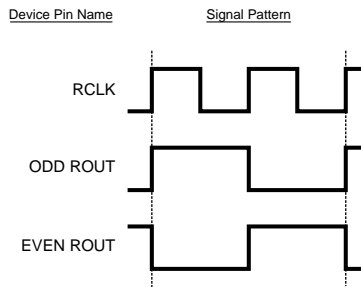 Device Pin Name Signal Pattern
RCLK
ODD ROUT
EVEN ROUT